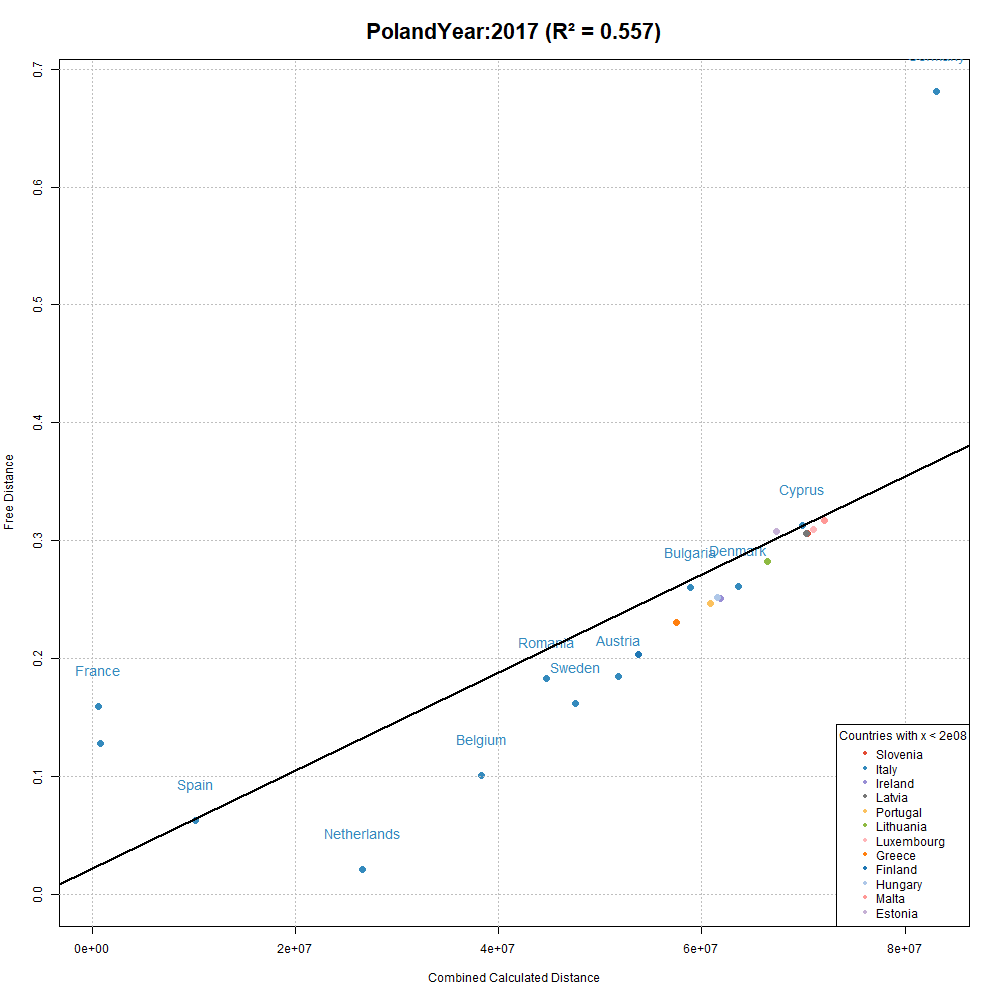 PolandYear:2017 (R² = 0.557)
Free Distance
0.7
0.6
0.5
0.4
0.3
0.2
0.1
0.0
Cyprus
Bulgaria
Denmark
Romania
Austria
Sweden
France
Belgium
Spain
Netherlands
Countries with x < 2e08
Slovenia
Italy
Ireland
Latvia
Portugal
Lithuania
Luxembourg
Greece
Finland
Hungary
Malta
Estonia
0e+00 2e+07 4e+07 6e+07 8e+07
Combined Calculated Distance